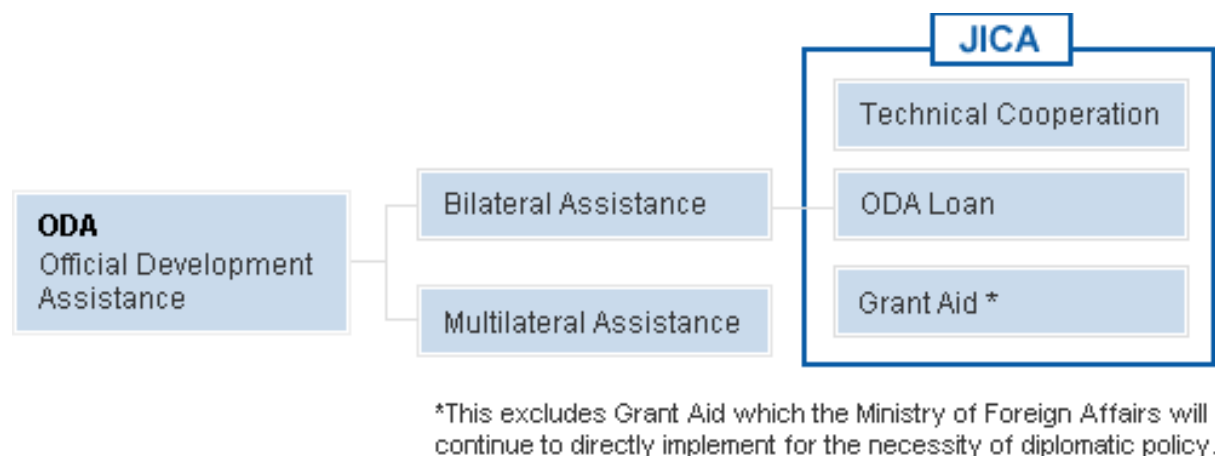 JICA
Technical Cooperation
ODA
Official Development
Assistance
Bilateral Assistance
ODA Loan
Multilateral Assistance
Grant Aid *
*This excludes Grant Aid which the Ministry of Foreign Affairs will
continue to directly implement for the necessity of diplomatic policy.